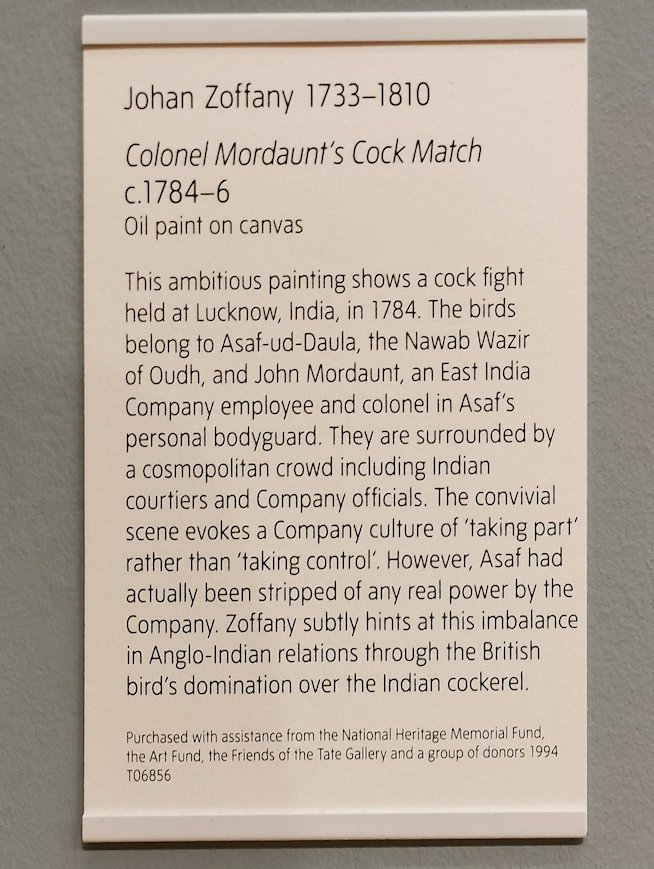 Johan Zoffany 1733–1810
Colonel Mordaunt's Cock Match
c.1784–6
Oil paint on canvas
This ambitious painting shows a cock fight
held at Lucknow, India, in 1784. The birds
belong to Asaf-ud-Daula, the Nawab Wazir
of Oudh, and John Mordaunt, an East India
Company employee and colonel in Asaf's
personal bodyguard. They are surrounded by
a cosmopolitan crowd including Indian
courtiers and Company officials. The convivial
scene evokes a Company culture of 'taking part'
rather than 'taking control'. However, Asaf had
actually been stripped of any real power by the
Company. Zoffany subtly hints at this imbalance
in Anglo-Indian relations through the British
bird's domination over the Indian cockerel.
Purchased with assistance from the National Heritage Memorial Fund,
the Art Fund, the Friends of the Tate Gallery and a group of donors 1994
T06856